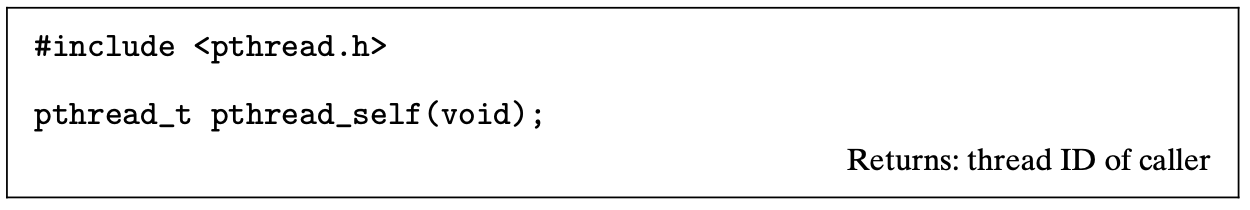 #include <pthread.h>
pthread_t pthread_self(void);
Returns: thread ID of caller